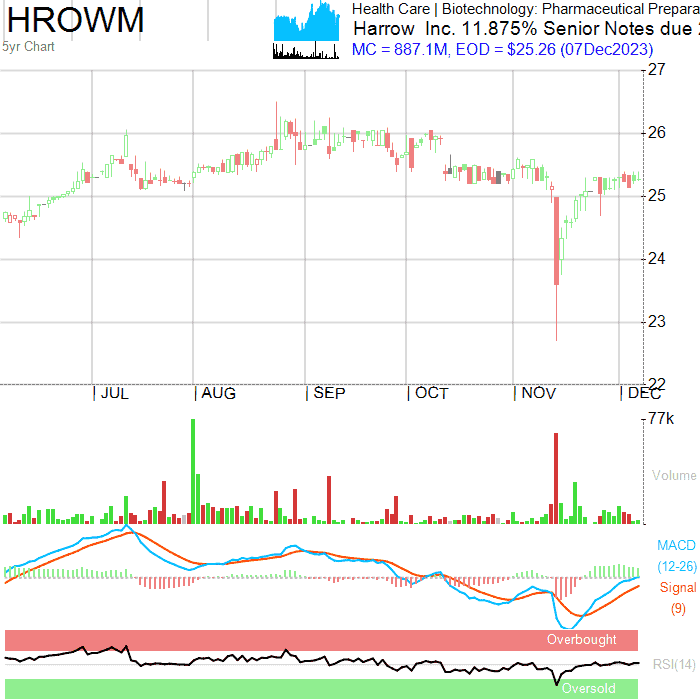 HROWM
5yr Chart
Health Care | Biotechnology: Pharmaceutical Prepara
Harrow Inc. 11.875% Senior Notes due
MC = 887.1M, EOD = $25.26 (07Dec2023)
27
26
25
24
23
22
| JUL | AUG | SEP | OCT | NOV | DEC
77k
Volume
MACD
(12-26)
Signal
(9)
Overbought
RSI(14)
Oversold